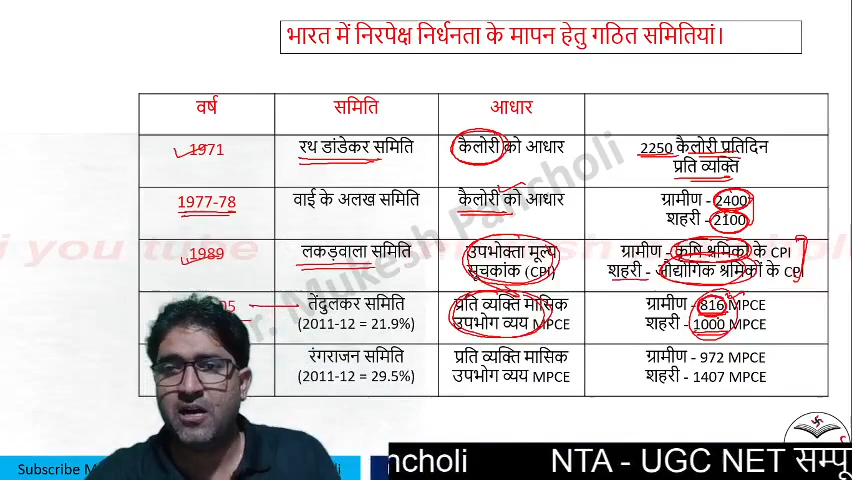 भारत में निरपेक्ष निर्धनता के मापन हेतु गठित समितियां।
वर्ष समिति आधार
1971 रथ डांडेकर समिति कैलोरी को आधार 2250 कैलोरी प्रतिदिन
प्रति व्यक्ति
1977-78 वाई के अलख समिति कैलोरी को आधार ग्रामीण - 2400
शहरी - 2100
1989 लकड़वाला समिति उपभोक्ता मूल्य
सूचकांक (CPI) ग्रामीण - कृषि श्रमिकों के CPI
शहरी - औद्योगिक श्रमिकों के CPI
तेंदुलकर समिति
(2011-12 = 21.9%) प्रति व्यक्ति मासिक
उपभोग व्यय MPCE ग्रामीण - 816 MPCE
शहरी - 1000 MPCE
रंगराजन समिति
(2011-12 = 29.5%) प्रति व्यक्ति मासिक
उपभोग व्यय MPCE ग्रामीण - 972 MPCE
शहरी - 1407 MPCE
Dr. Mukesh Pancholi
you tube
Subscribe
ncholi NTA - UGC NET सम्पू